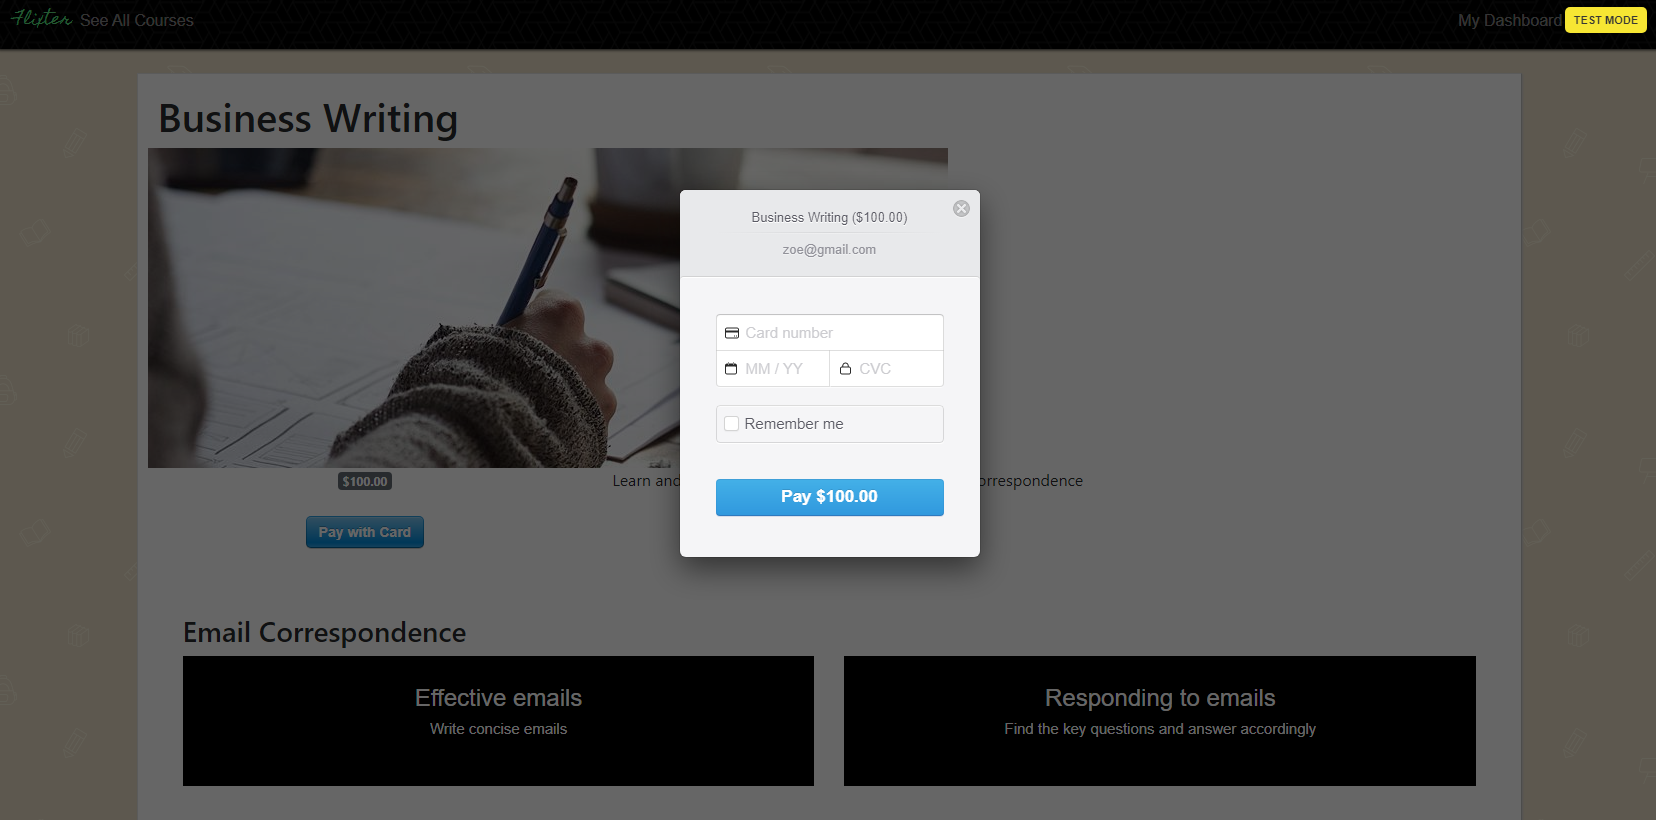 Flixter See All Courses My Dashboard TEST MODE
Business Writing
Business Writing ($100.00)
zoe@gmail.com
Card number
MM / YY CVC
Remember me
Pay $100.00
$100.00
Learn and orrespondence
Pay with Card
Email Correspondence
Effective emails
Write concise emails
Responding to emails
Find the key questions and answer accordingly